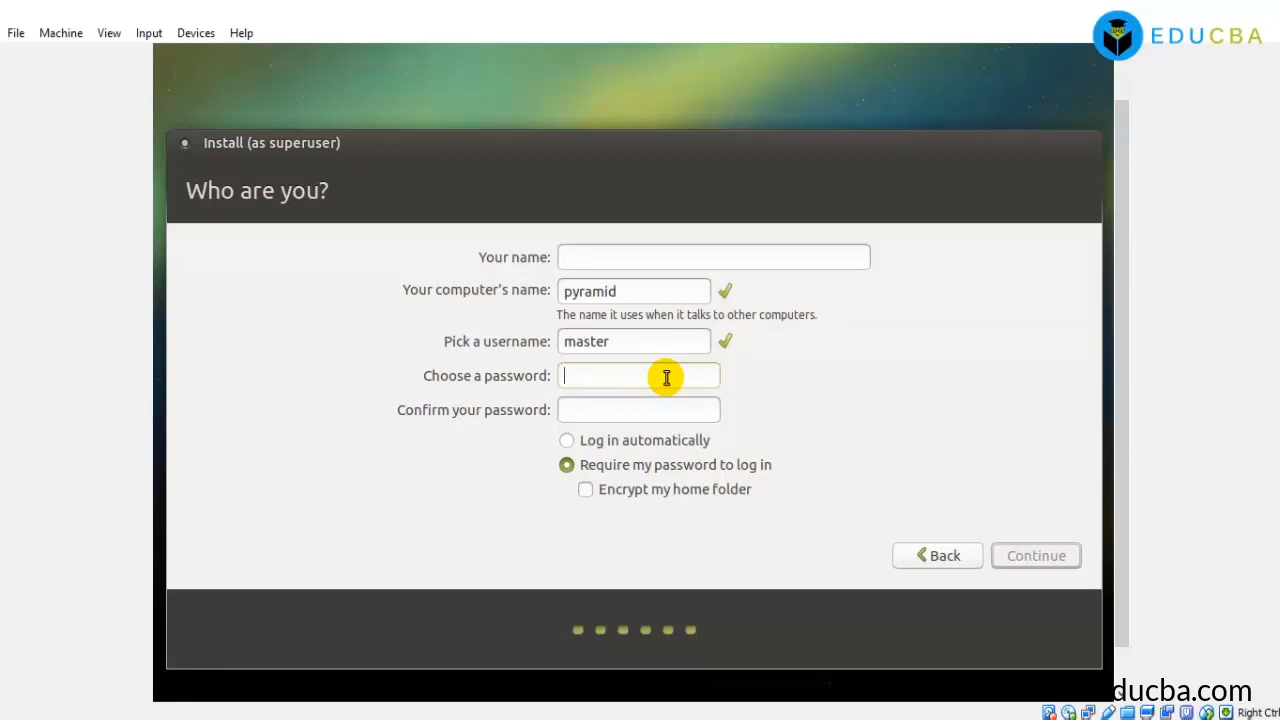 File Machine View Input Devices Help
EDUCBA
Install (as superuser)
Who are you?
Your name:
Your computer's name: pyramid
The name it uses when it talks to other computers.
Pick a username: master
Choose a password:
Confirm your password:
Log in automatically
Require my password to log in
Encrypt my home folder
Back Continue
ducba.com
Right Ctrl